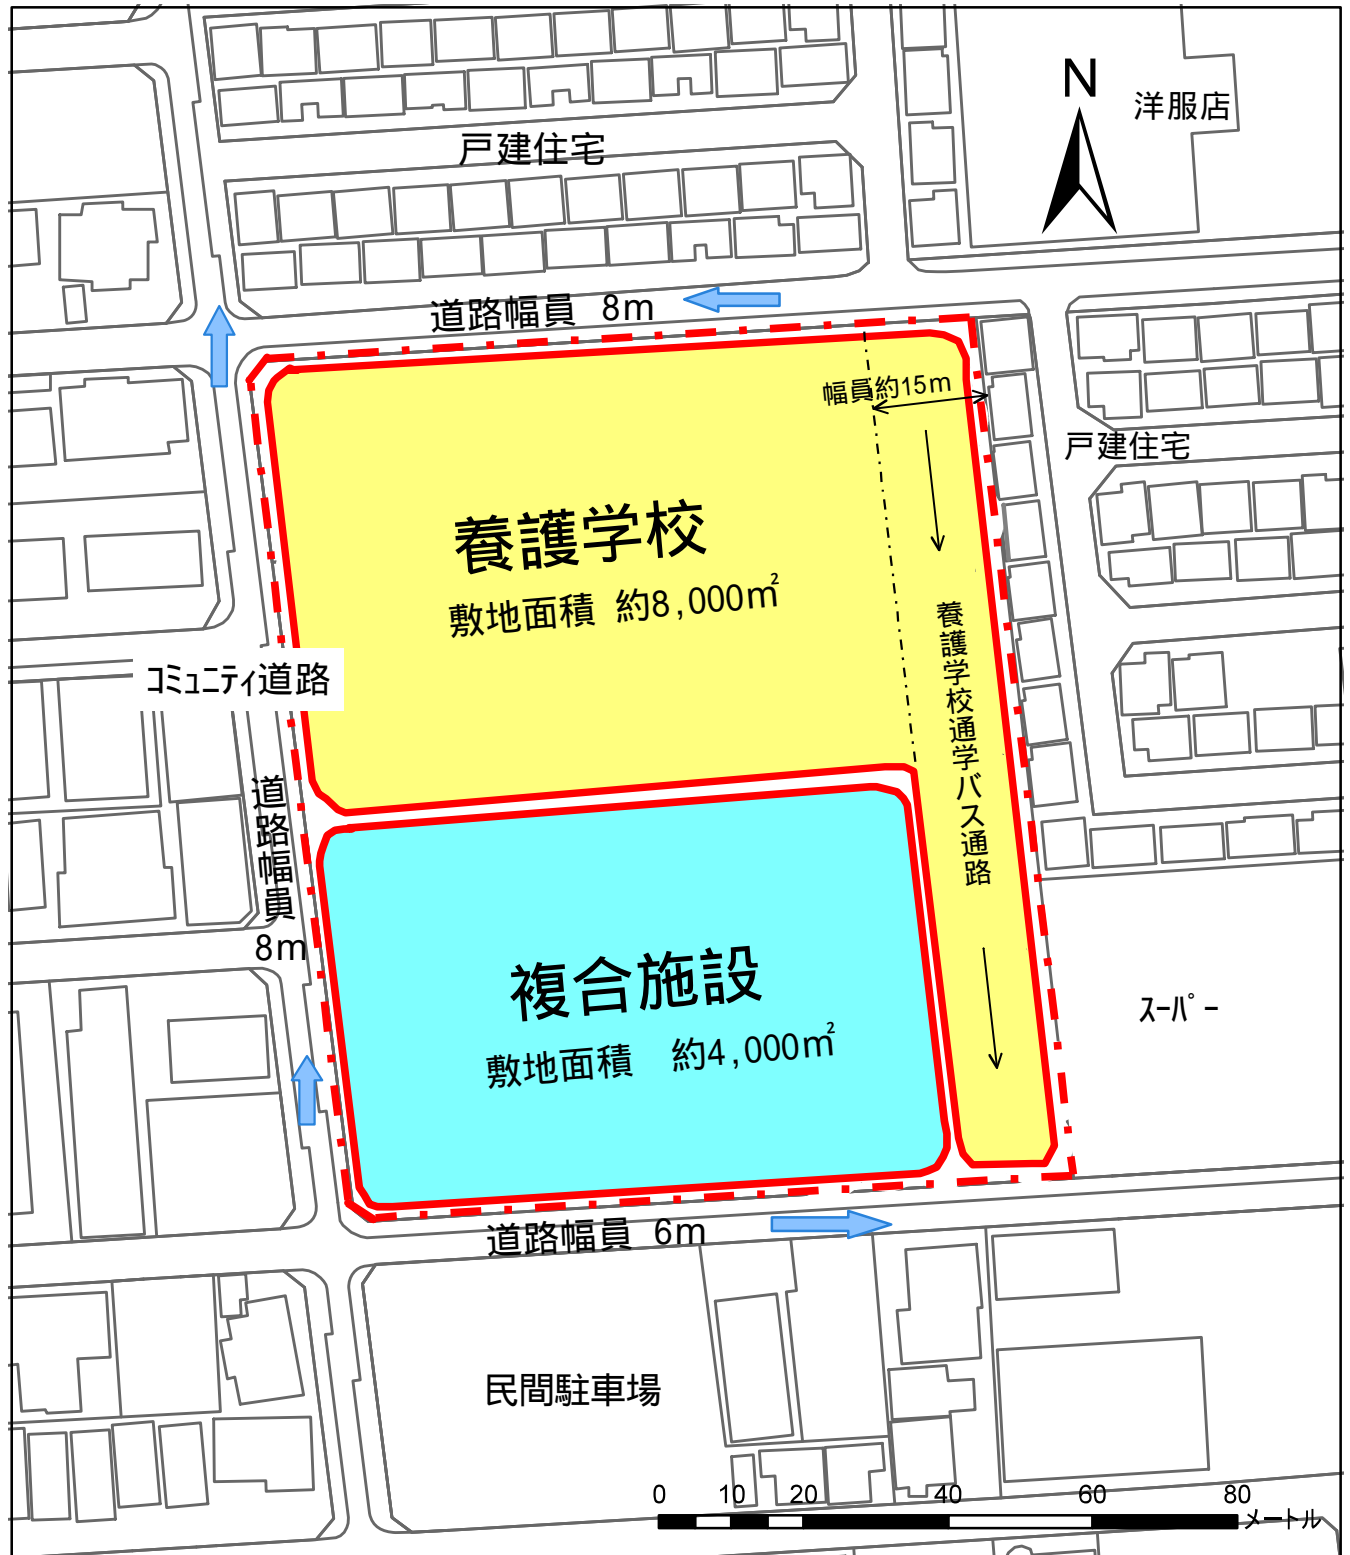 N
洋服店
戸建住宅
道路幅員 8m
幅員約15m
戸建住宅
養護学校
敷地面積 約8,000㎡
養護学校通学バス通路
コミュニティ道路
道路幅員
8m
複合施設
敷地面積　約4,000㎡
スーパー
道路幅員 6m
民間駐車場
0 10 20 40 60 80
メートル